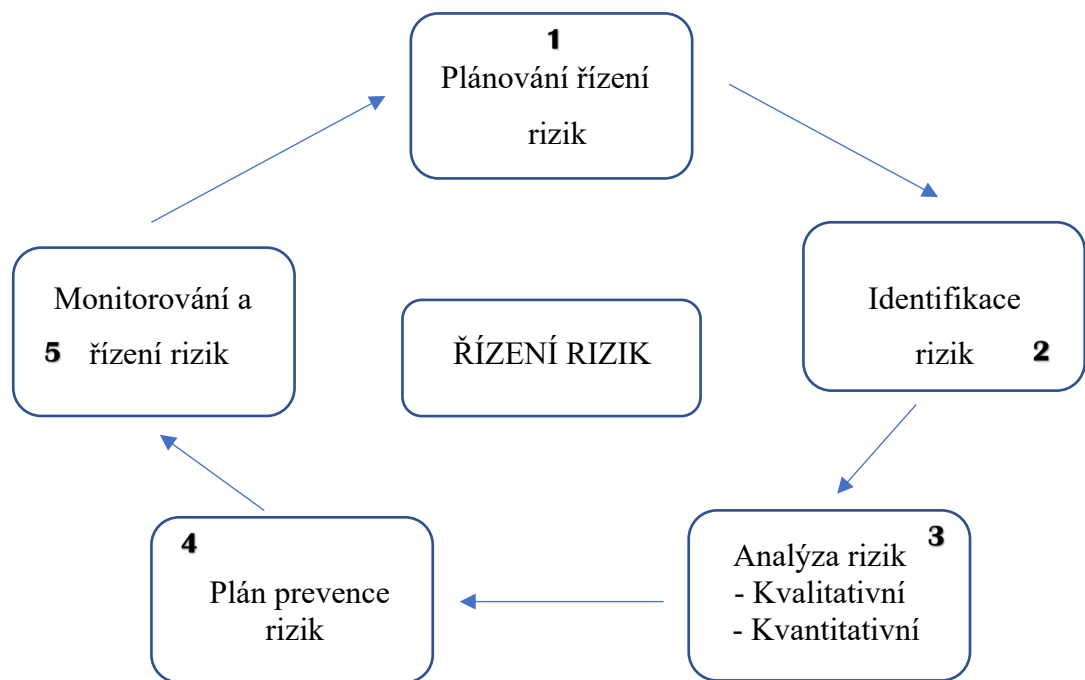 1
Plánování řízení
rizik
Identifikace
rizik 2
3
Analýza rizik
- Kvalitativní
- Kvantitativní
4
Plán prevence
rizik
Monitorování a
5 řízení rizik
ŘÍZENÍ RIZIK